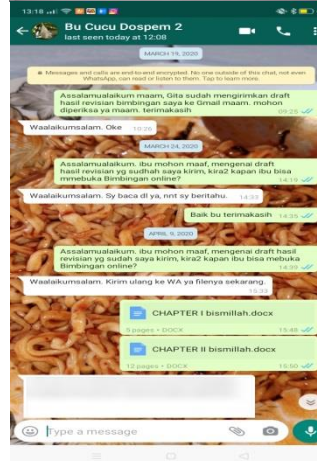 13:18
Bu Cucu Dospem 2
last seen today at 12:08
MARCH 19, 2020
Messages and calls are end-to-end encrypted. No one outside of this chat, not even
WhatsApp, can read or listen to them. Tap to learn more.
Assalamualaikum maam, Gita sudah mengirimkan draft
hasil revisian bimbingan saya ke Gmail maam. mohon
diperiksa ya maam. terimakasih
09:25
Waalaikumsalam. Oke 10:26
MARCH 24, 2020
Assalamualaikum. ibu mohon maaf, mengenai draft
hasil revisian yg sudhah saya kirim, kira2 kapan ibu bisa
mmebuka Bimbingan online?
14:19
Waalaikumsalam. Sy baca dl ya, nnt sy beritahu. 14:33
Baik bu terimakasih 14:35
APRIL 9, 2020
Assalamualaikum. ibu mohon maaf, mengenai draft hasil
revisian yg sudah saya kirim, kira2 kapan ibu bisa mebuka
Bimbingan online?
14:39
Waalaikumsalam. Kirim ulang ke WA ya filenya sekarang.
15:33
CHAPTER I bismillah.docx
5 pages • DOCX 15:48
CHAPTER II bismillah.docx
12 pages • DOCX 15:50
Type a message